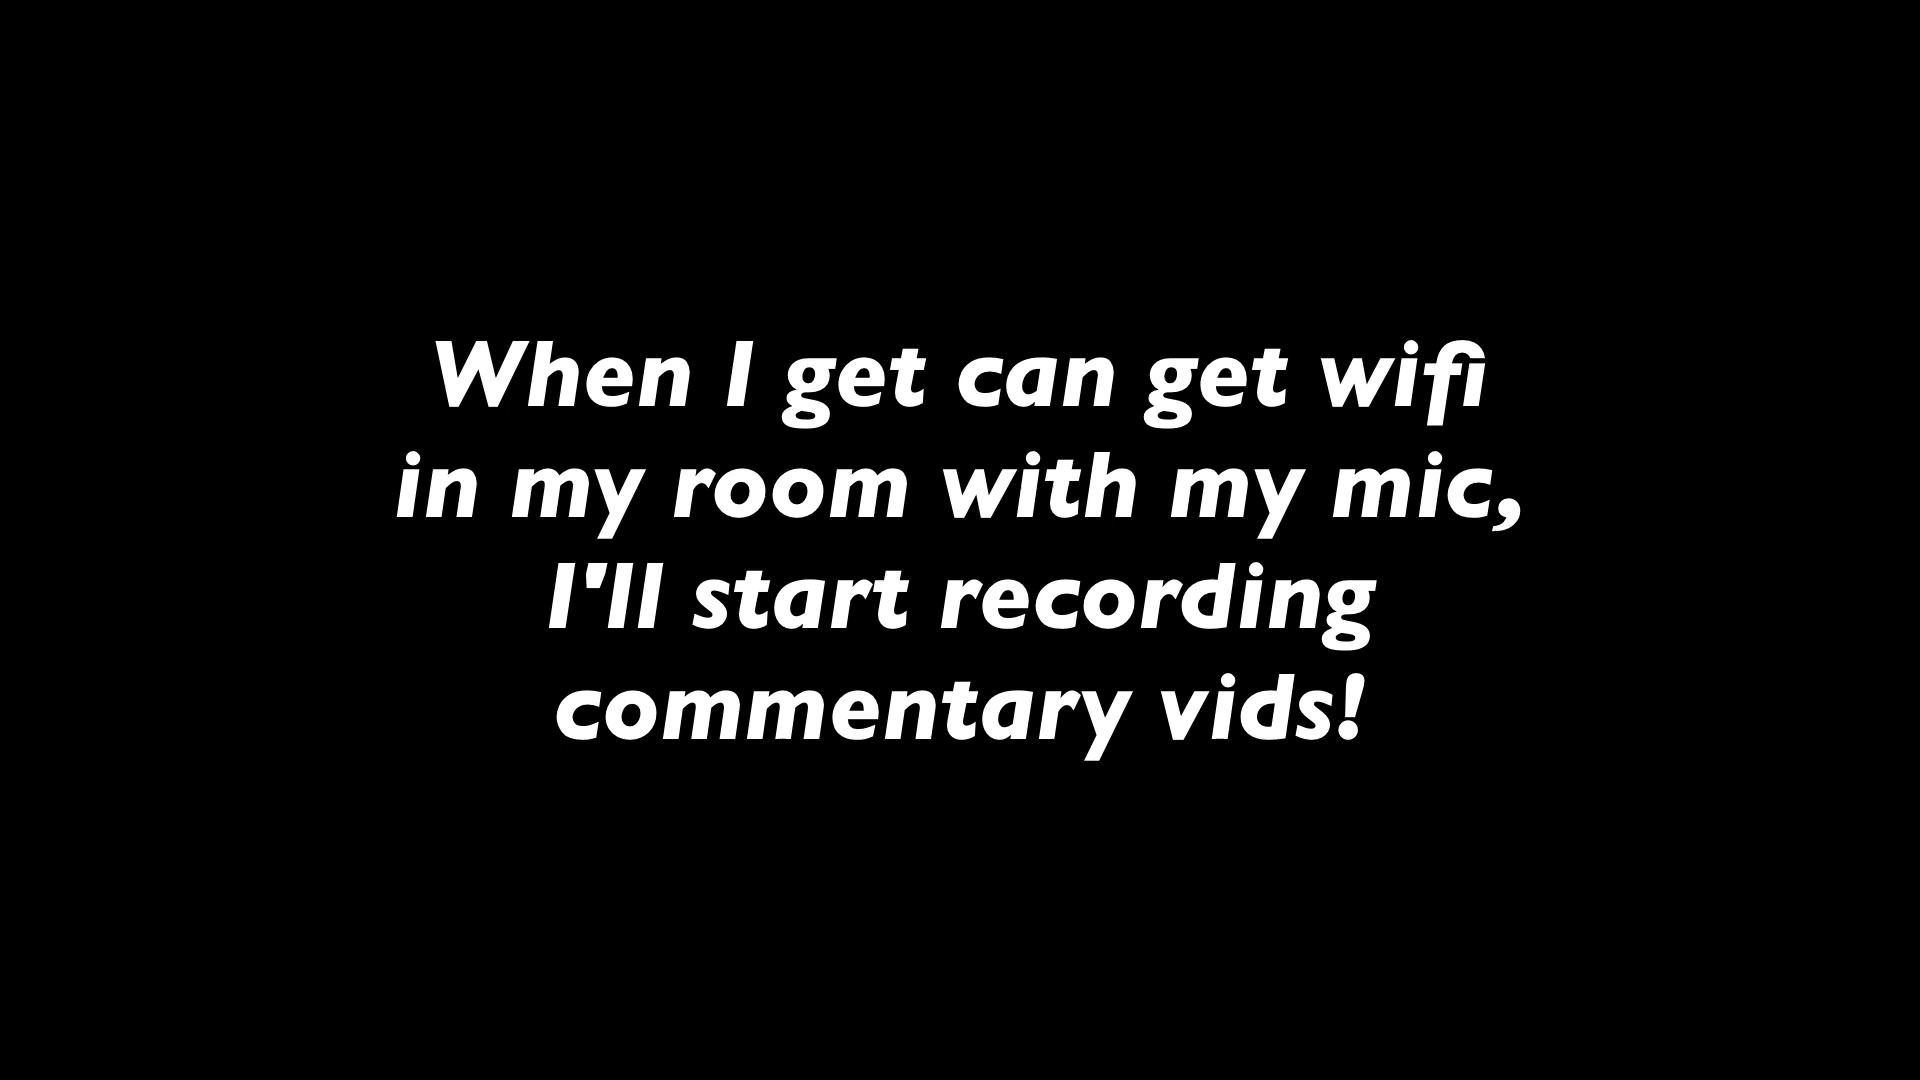 When I get can get wifi
in my room with my mic,
I'll start recording
commentary vids!